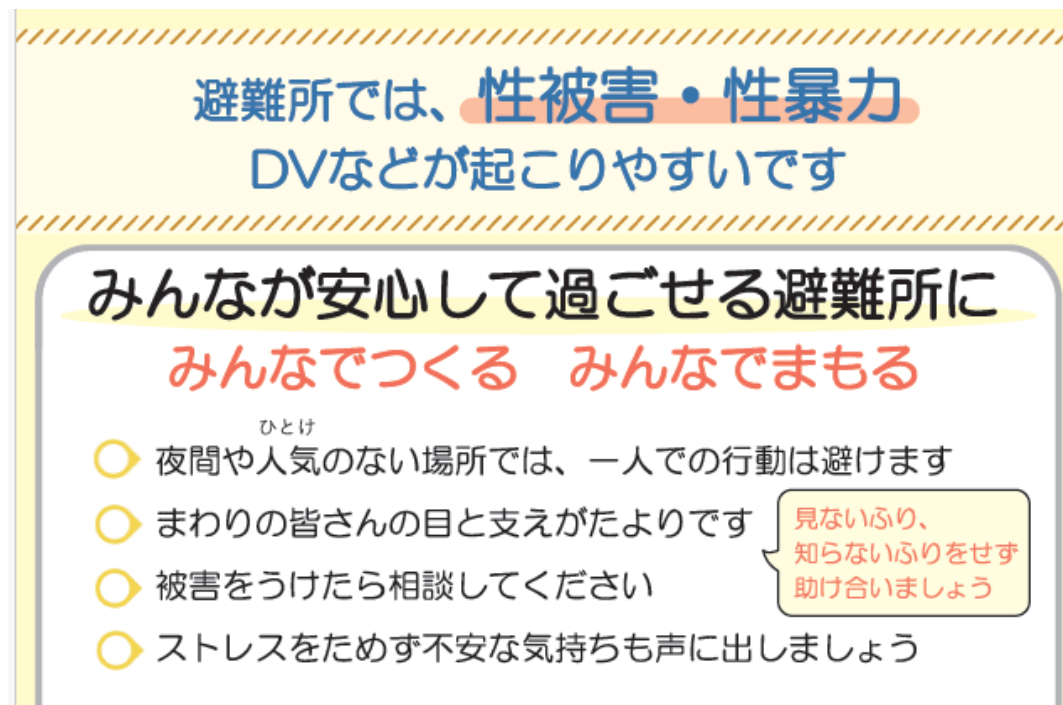 避難所では、性被害・性暴力
DVなどが起こりやすいです
みんなが安心して過ごせる避難所に
みんなでつくる　みんなでまもる
ひとけ
夜間や人気のない場所では、一人での行動は避けます
まわりの皆さんの目と支えがたよりです
見ないふり、
知らないふりをせず
助け合いましょう
被害をうけたら相談してください
ストレスをためず不安な気持ちも声に出しましょう